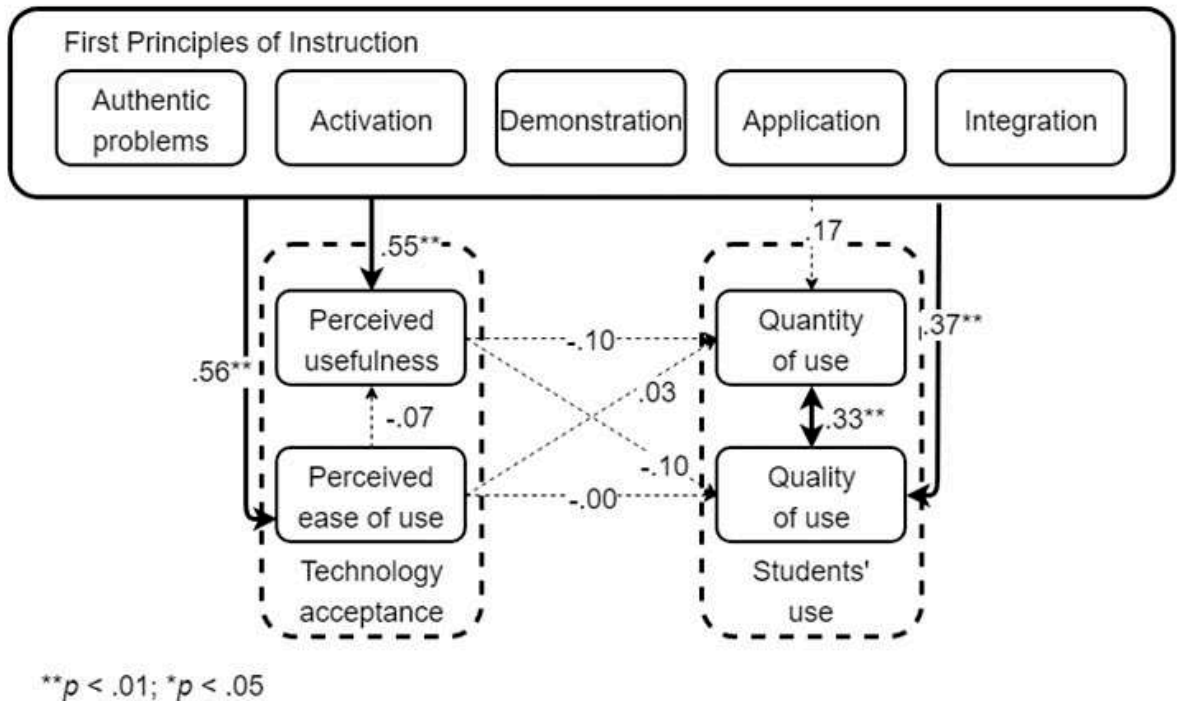 First Principles of Instruction
Authentic
problems
Activation
Demonstration
Application
Integration
.55**
.17
Perceived
usefulness
-.10
Quantity
of use
.37**
.56**
.03
-.07
.33**
-.10
Perceived
ease of use
-.00
Quality
of use
Technology
acceptance
Students'
use
**p < .01; *p < .05